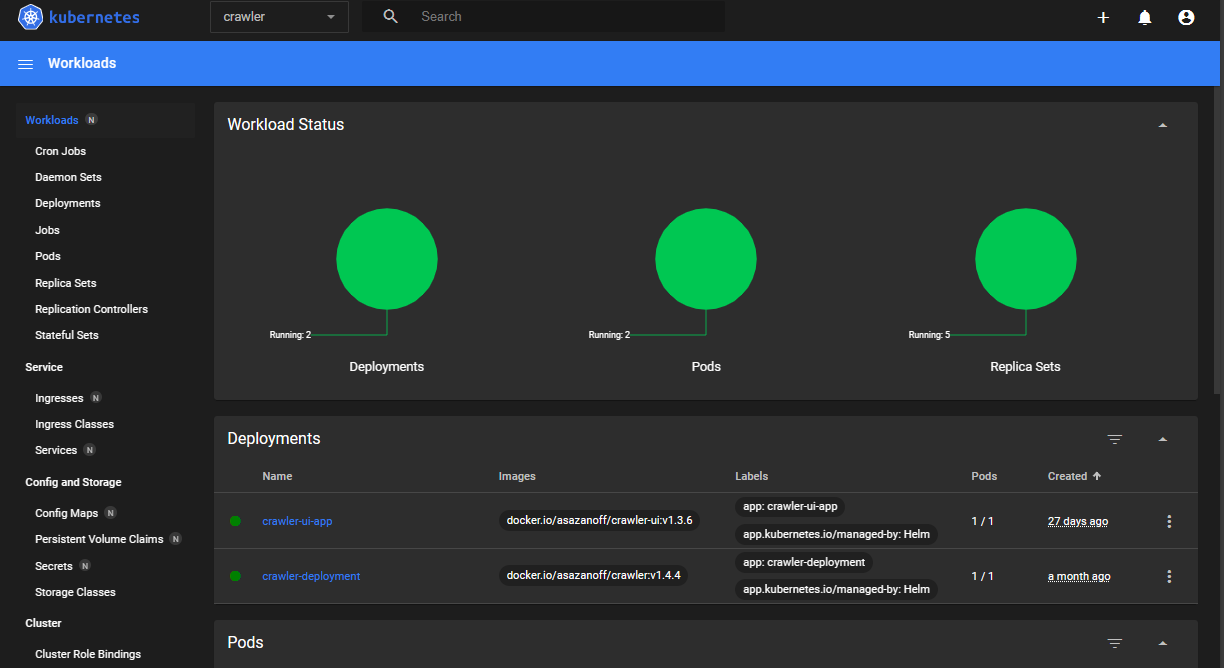 kubernetes
crawler
Search
Workloads
Workloads N
Cron Jobs
Daemon Sets
Deployments
Jobs
Pods
Replica Sets
Replication Controllers
Stateful Sets
Service
Ingresses N
Ingress Classes
Services N
Config and Storage
Config Maps N
Persistent Volume Claims N
Secrets N
Storage Classes
Cluster
Cluster Role Bindings
Workload Status
Running: 2
Deployments
Running: 2
Pods
Running: 5
Replica Sets
Deployments
Name Images Labels Pods Created
crawler-ui-app docker.io/asazanoff/crawler-ui:v1.3.6 app: crawler-ui-app 1 / 1 27 days ago
app.kubernetes.io/managed-by: Helm
crawler-deployment docker.io/asazanoff/crawler:v1.4.4 app: crawler-deployment 1 / 1 a month ago
app.kubernetes.io/managed-by: Helm
Pods